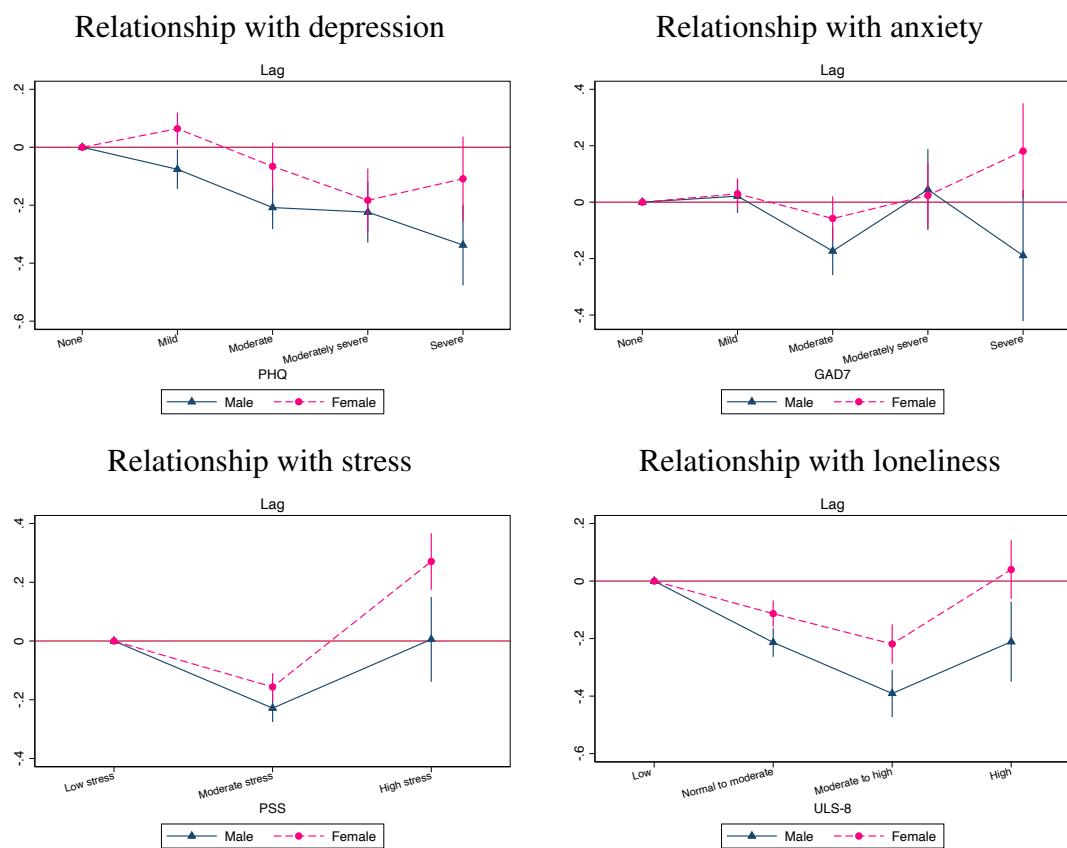 Relationship with depression
Lag
.2
0
-.2
-.4
-.6
None
Mild
Moderate
Moderately severe
Severe
PHQ
Male Female
Relationship with anxiety
Lag
.4
.2
0
-.2
-.4
None
Mild
Moderate
Moderately severe
Severe
GAD7
Male Female
Relationship with stress
Lag
.4
.2
0
-.2
-.4
Low stress
Moderate stress
High stress
PSS
Male Female
Relationship with loneliness
Lag
.2
0
-.2
-.4
-.6
Low
Normal to moderate
Moderate to high
High
ULS-8
Male Female